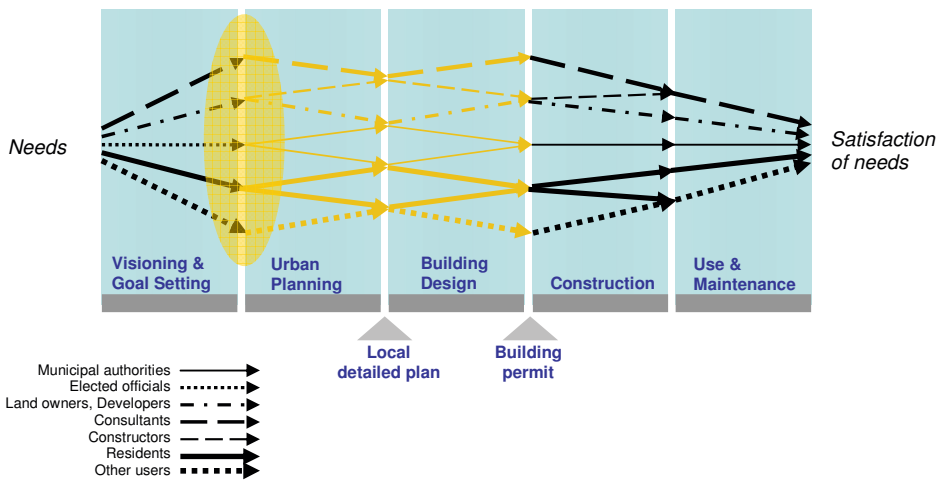 Needs
Satisfaction
of needs
Visioning &
Goal Setting
Urban
Planning
Building
Design
Construction
Use &
Maintenance
Local
detailed plan
Building
permit
Municipal authorities
Elected officials
Land owners, Developers
Consultants
Constructors
Residents
Other users